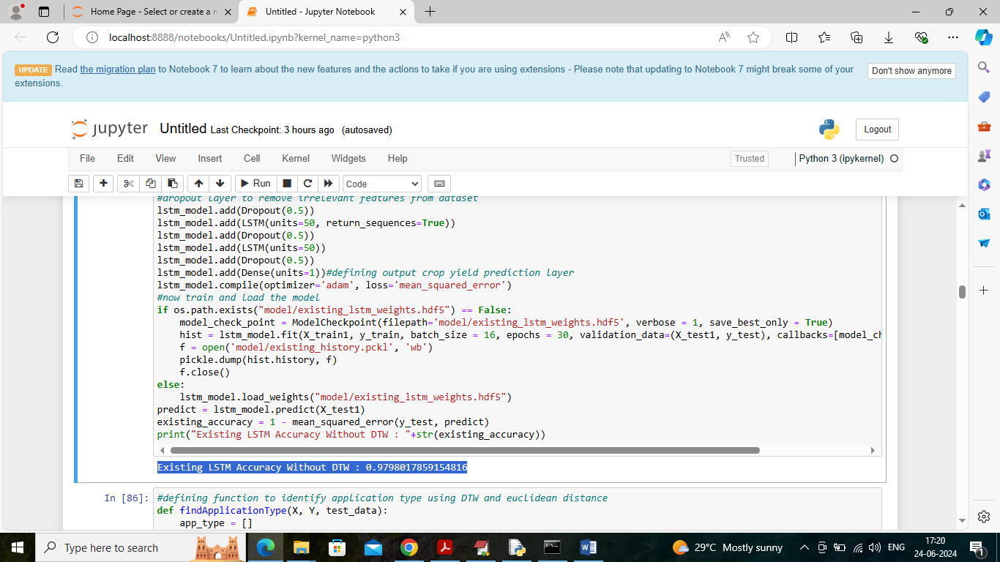 Home Page - Select or create a n
Untitled - Jupyter Notebook
localhost:8888/notebooks/Untitled.ipynb?kernel_name=python3
UPDATE Read the migration plan to Notebook 7 to learn about the new features and the actions to take if you are using extensions - Please note that updating to Notebook 7 might break some of your
extensions.
Don't show anymore
jupyter Untitled Last Checkpoint: 3 hours ago (autosaved)
Logout
File Edit View Insert Cell Kernel Widgets Help
Trusted
Python 3 (ipykernel)
Run
Code
#dropout layer to remove irrelevant features from dataset
lstm_model.add(Dropout(0.5))
lstm_model.add(LSTM(units=50, return_sequences=True))
lstm_model.add(Dropout(0.5))
lstm_model.add(LSTM(units=50))
lstm_model.add(Dropout(0.5))
lstm_model.add(Dense(units=1))#defining output crop yield prediction layer
lstm_model.compile(optimizer='adam', loss='mean_squared_error')
#now train and load the model
if os.path.exists("model/existing_lstm_weights.hdf5") == False:
    model_check_point = ModelCheckpoint(filepath='model/existing_lstm_weights.hdf5', verbose = 1, save_best_only = True)
    hist = lstm_model.fit(X_train1, y_train, batch_size = 16, epochs = 30, validation_data=(X_test1, y_test), callbacks=[model_ch
    f = open('model/existing_history.pckl', 'wb')
    pickle.dump(hist.history, f)
    f.close()
else:
    lstm_model.load_weights("model/existing_lstm_weights.hdf5")
predict = lstm_model.predict(X_test1)
existing_accuracy = 1 - mean_squared_error(y_test, predict)
print("Existing LSTM Accuracy Without DTW : "+str(existing_accuracy))
Existing LSTM Accuracy Without DTW : 0.9798017859154816
In [86]:
#defining function to identify application type using DTW and euclidean distance
def findApplicationType(X, Y, test_data):
    app_type = []
Type here to search
29°C Mostly sunny
ENG
17:20
24-06-2024
1